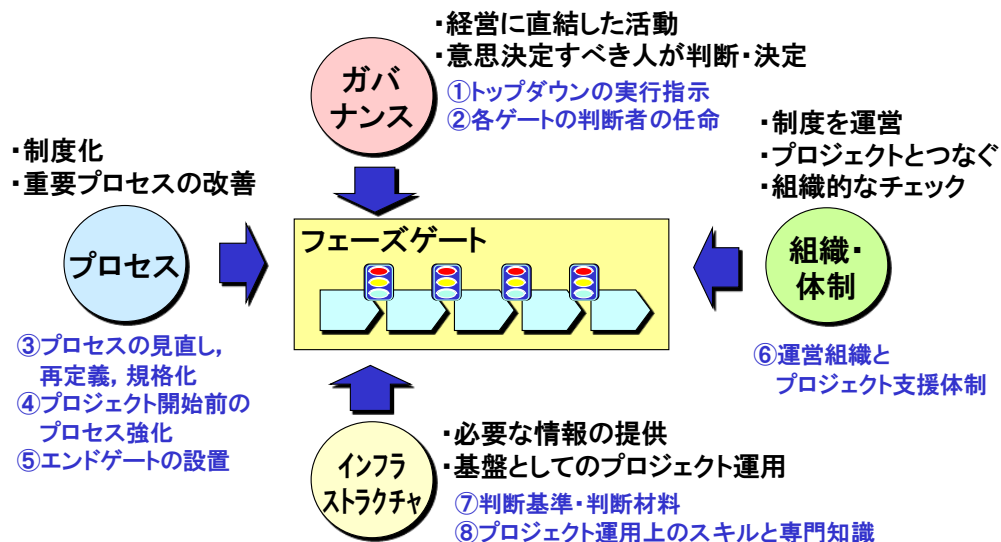 ・経営に直結した活動
・意思決定すべき人が判断・決定
ガバ
ナンス
①トップダウンの実行指示
②各ゲートの判断者の任命
・制度化
・重要プロセスの改善
プロセス
③プロセスの見直し,
再定義, 規格化
④プロジェクト開始前の
プロセス強化
⑤エンドゲートの設置
フェーズゲート
・制度を運営
・プロジェクトとつなぐ
・組織的なチェック
組織・
体制
⑥運営組織と
プロジェクト支援体制
・必要な情報の提供
・基盤としてのプロジェクト運用
インフラ
ストラクチャ
⑦判断基準・判断材料
⑧プロジェクト運用上のスキルと専門知識